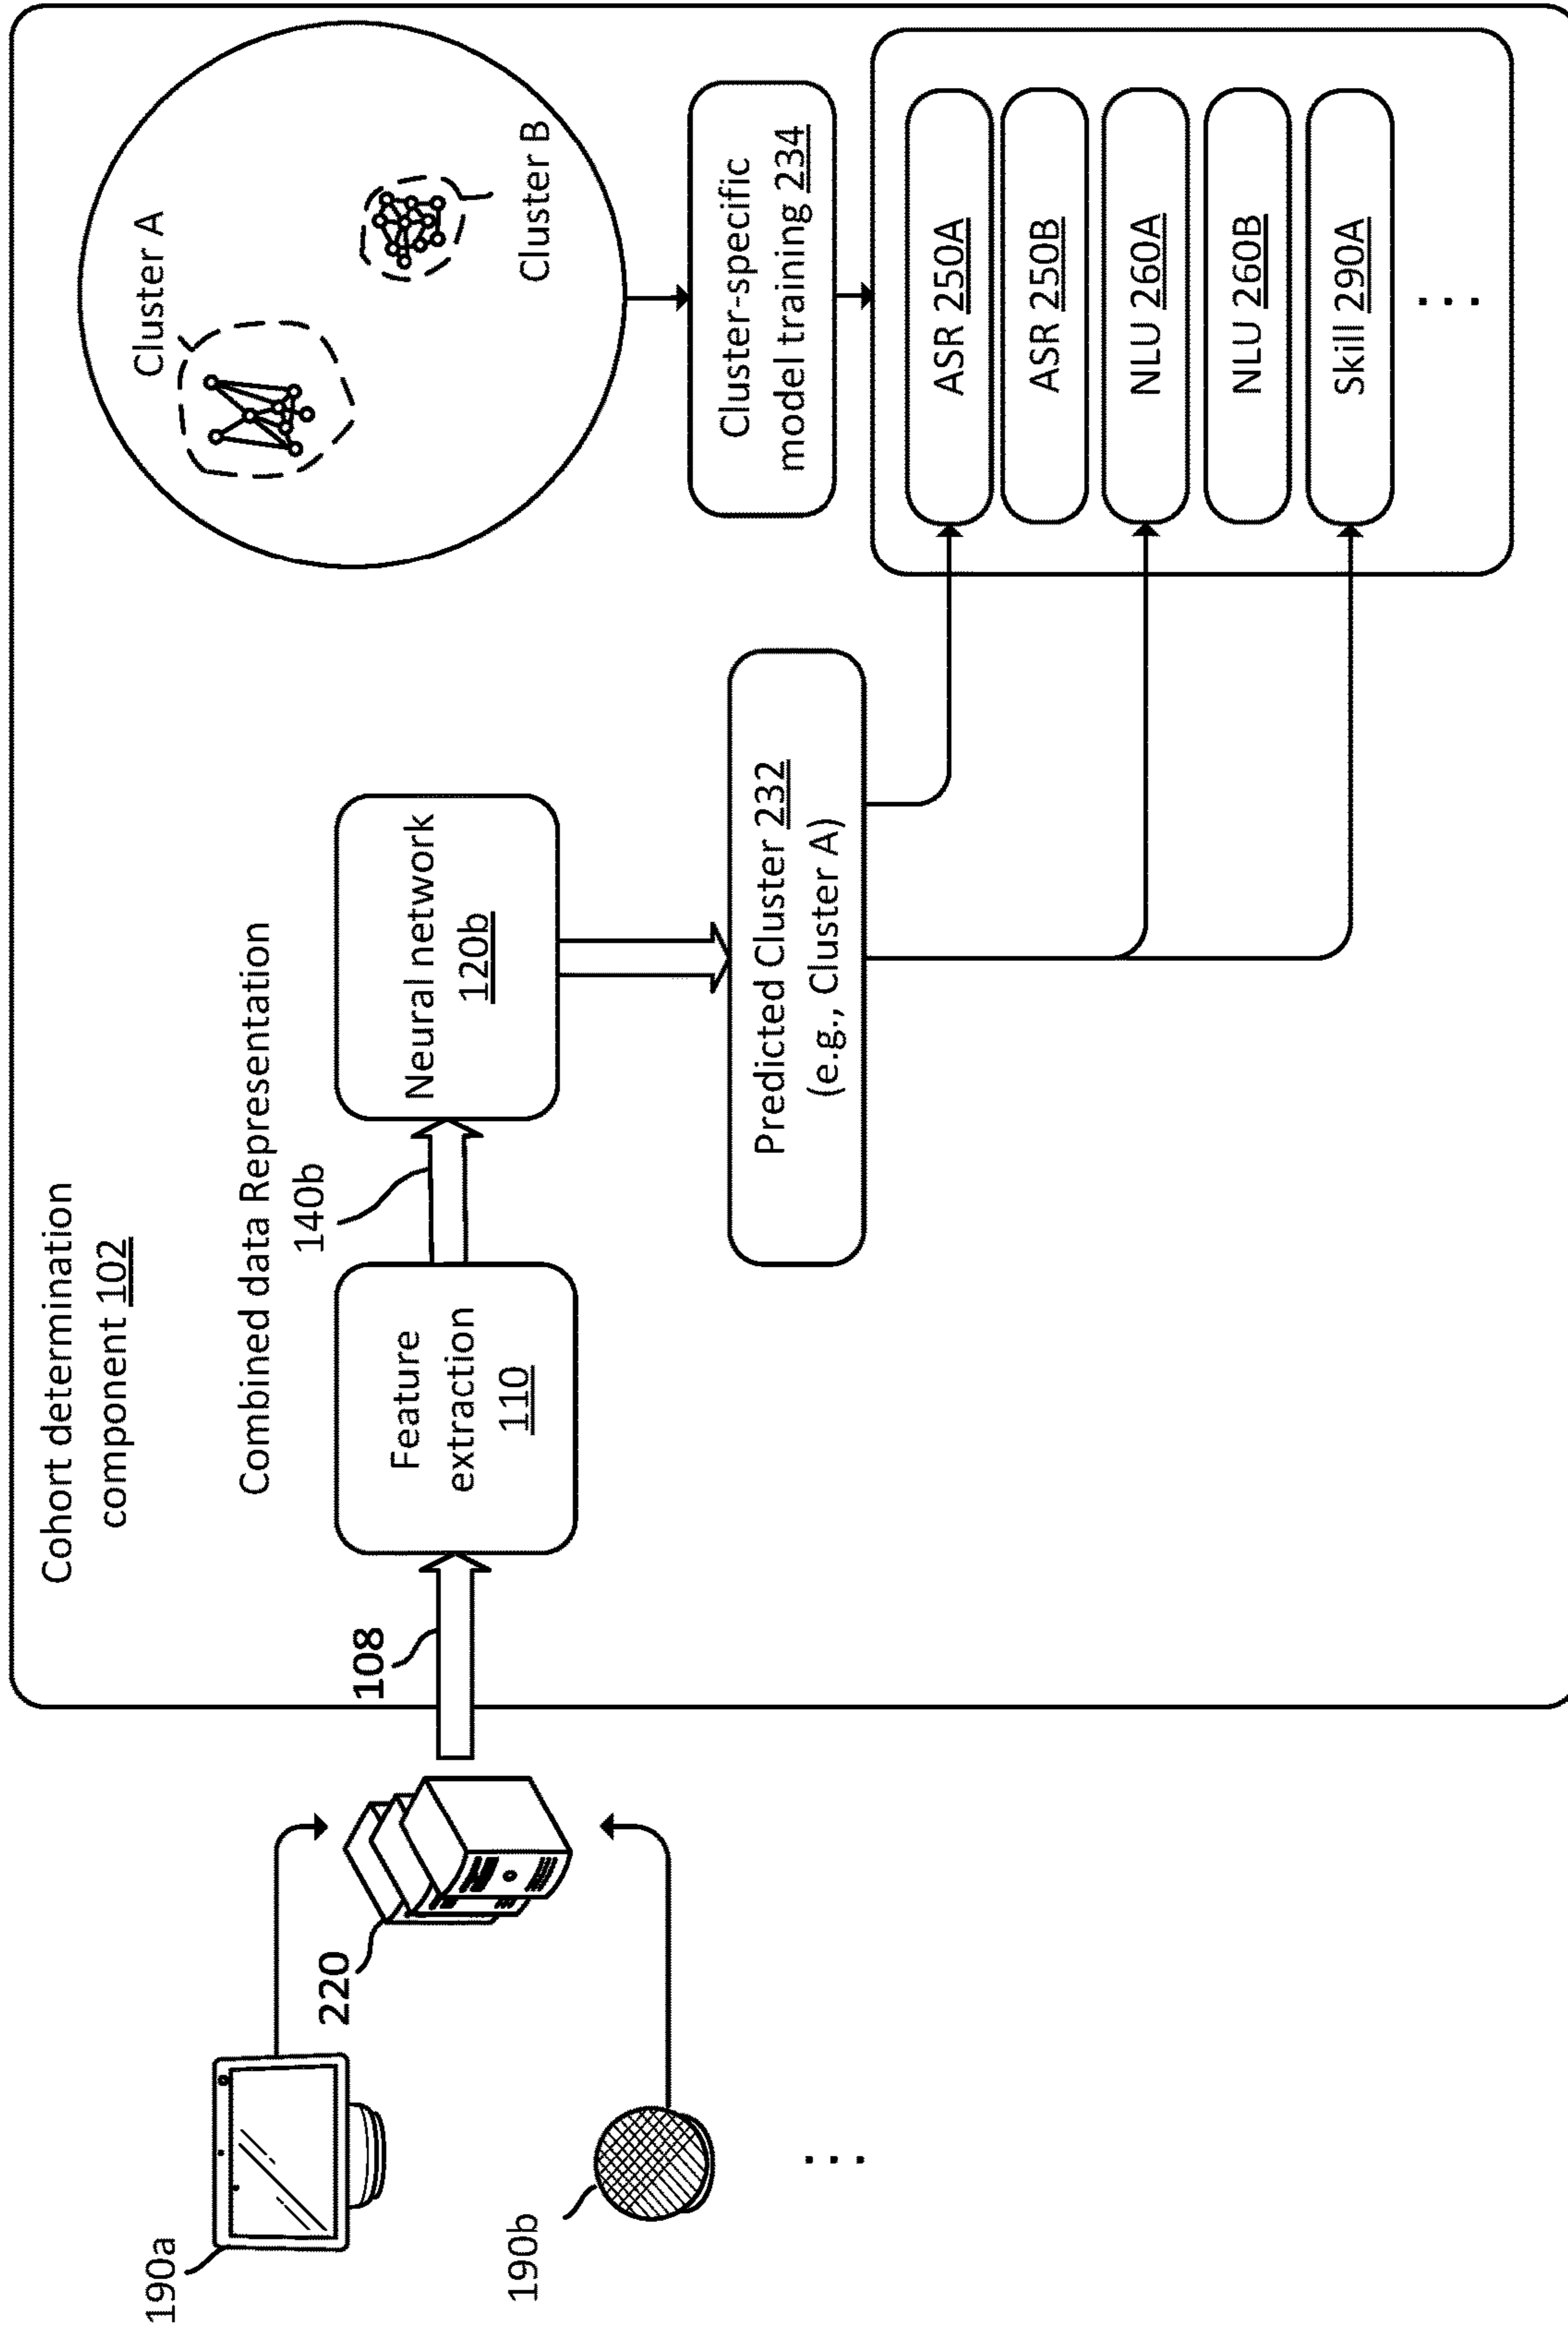 Cohort determination
component 102
Combined data Representation
140b
190a
220
108
190b
Feature
extraction
110
Neural network
120b
Predicted Cluster 232
(e.g., Cluster A)
Cluster A
Cluster B
Cluster-specific
model training 234
ASR 250A
ASR 250B
NLU 260A
NLU 260B
Skill 290A